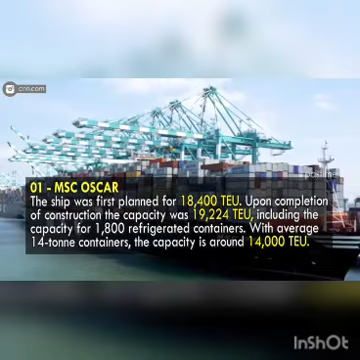 cnn.com
01 - MSC OSCAR
The ship was first planned for 18,400 TEU. Upon completion
of construction the capacity was 19,224 TEU, including the
capacity for 1,800 refrigerated containers. With average
14-tonne containers, the capacity is around 14,000 TEU.
InShOt